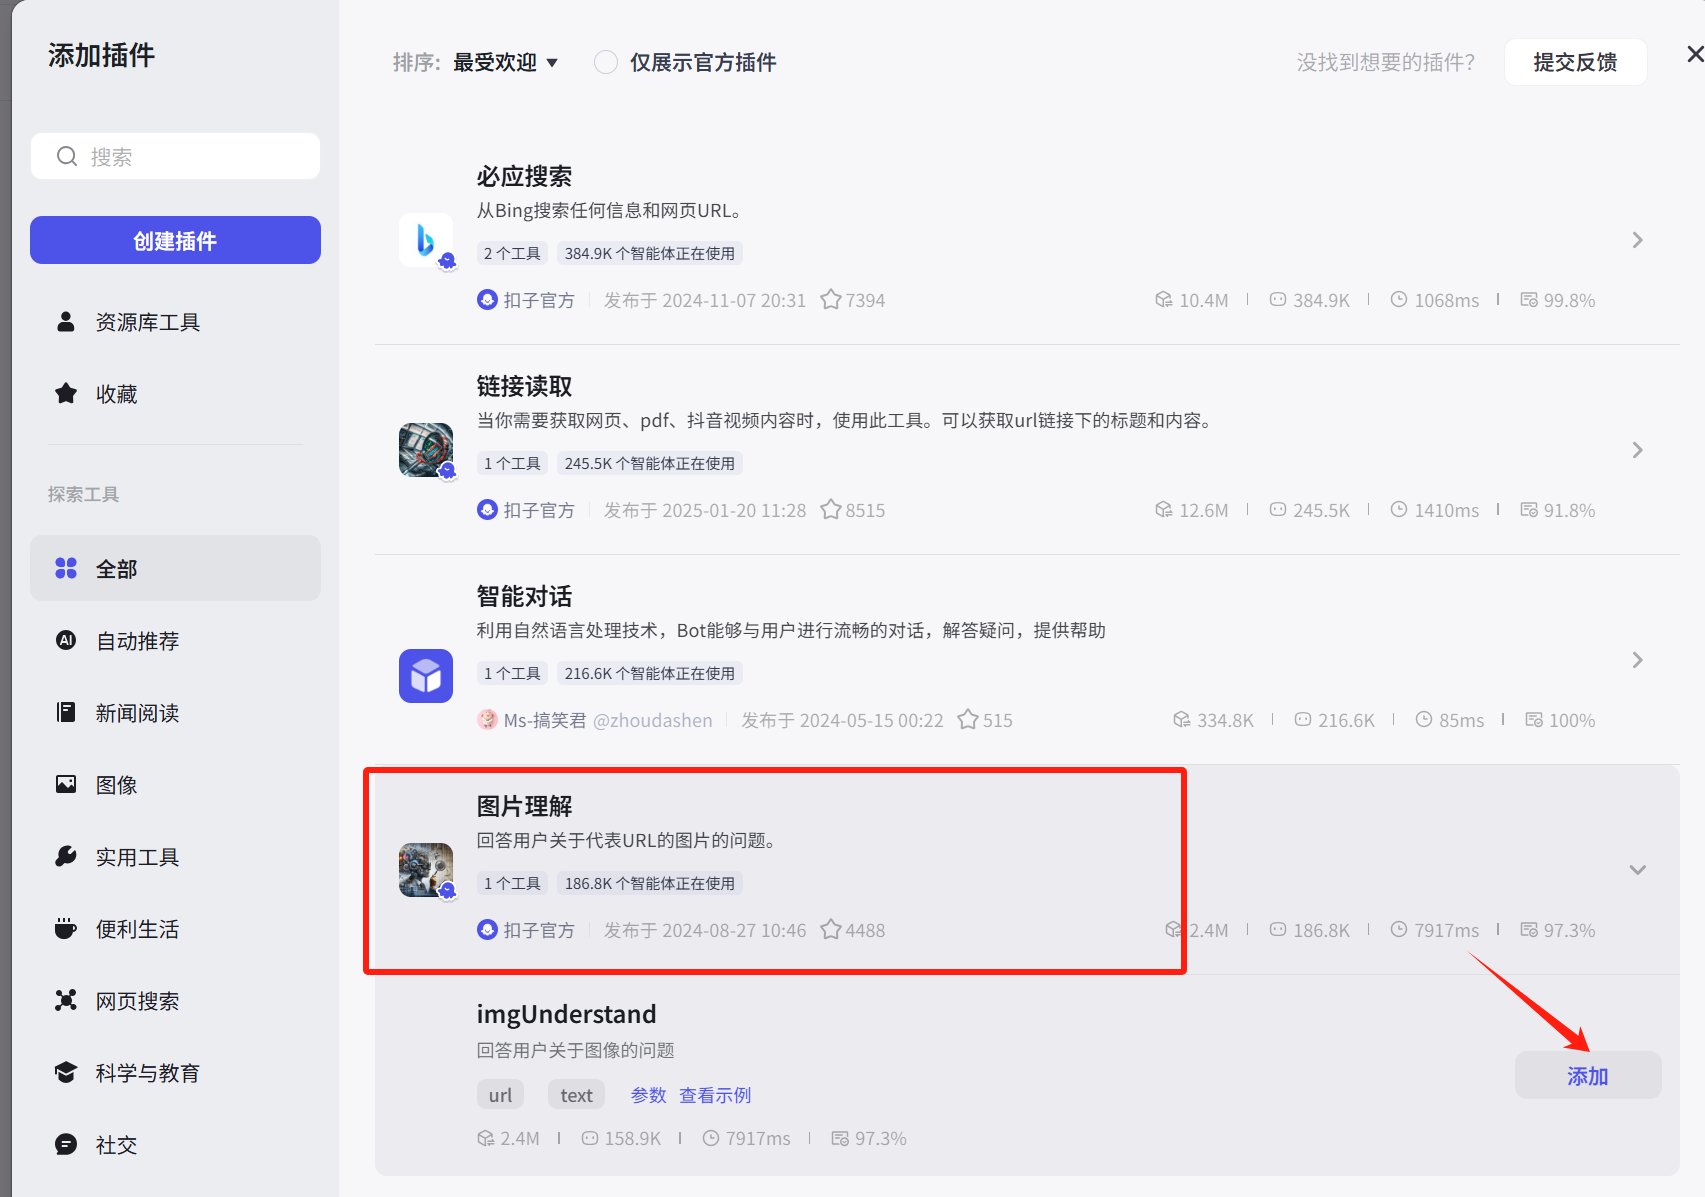 添加插件
搜索
创建插件
资源库工具
收藏
探索工具
全部
自动推荐
新闻阅读
图像
实用工具
便利生活
网页搜索
科学与教育
社交
排序: 最受欢迎 仅展示官方插件 没找到想要的插件? 提交反馈
必应搜索
从Bing搜索任何信息和网页URL。
2 个工具 384.9K 个智能体正在使用
扣子官方 发布于 2024-11-07 20:31 7394 10.4M 384.9K 1068ms 99.8%
链接读取
当你需要获取网页、pdf、抖音视频内容时，使用此工具。可以获取url链接下的标题和内容。
1 个工具 245.5K 个智能体正在使用
扣子官方 发布于 2025-01-20 11:28 8515 12.6M 245.5K 1410ms 91.8%
智能对话
利用自然语言处理技术，Bot能够与用户进行流畅的对话，解答疑问，提供帮助
1 个工具 216.6K 个智能体正在使用
Ms-搞笑君 @zhoudashen 发布于 2024-05-15 00:22 515 334.8K 216.6K 85ms 100%
图片理解
回答用户关于代表URL的图片的问题。
1 个工具 186.8K 个智能体正在使用
扣子官方 发布于 2024-08-27 10:46 4488 2.4M 186.8K 7917ms 97.3%
imgUnderstand
回答用户关于图像的问题
url text 参数 查看示例
添加
2.4M 158.9K 7917ms 97.3%